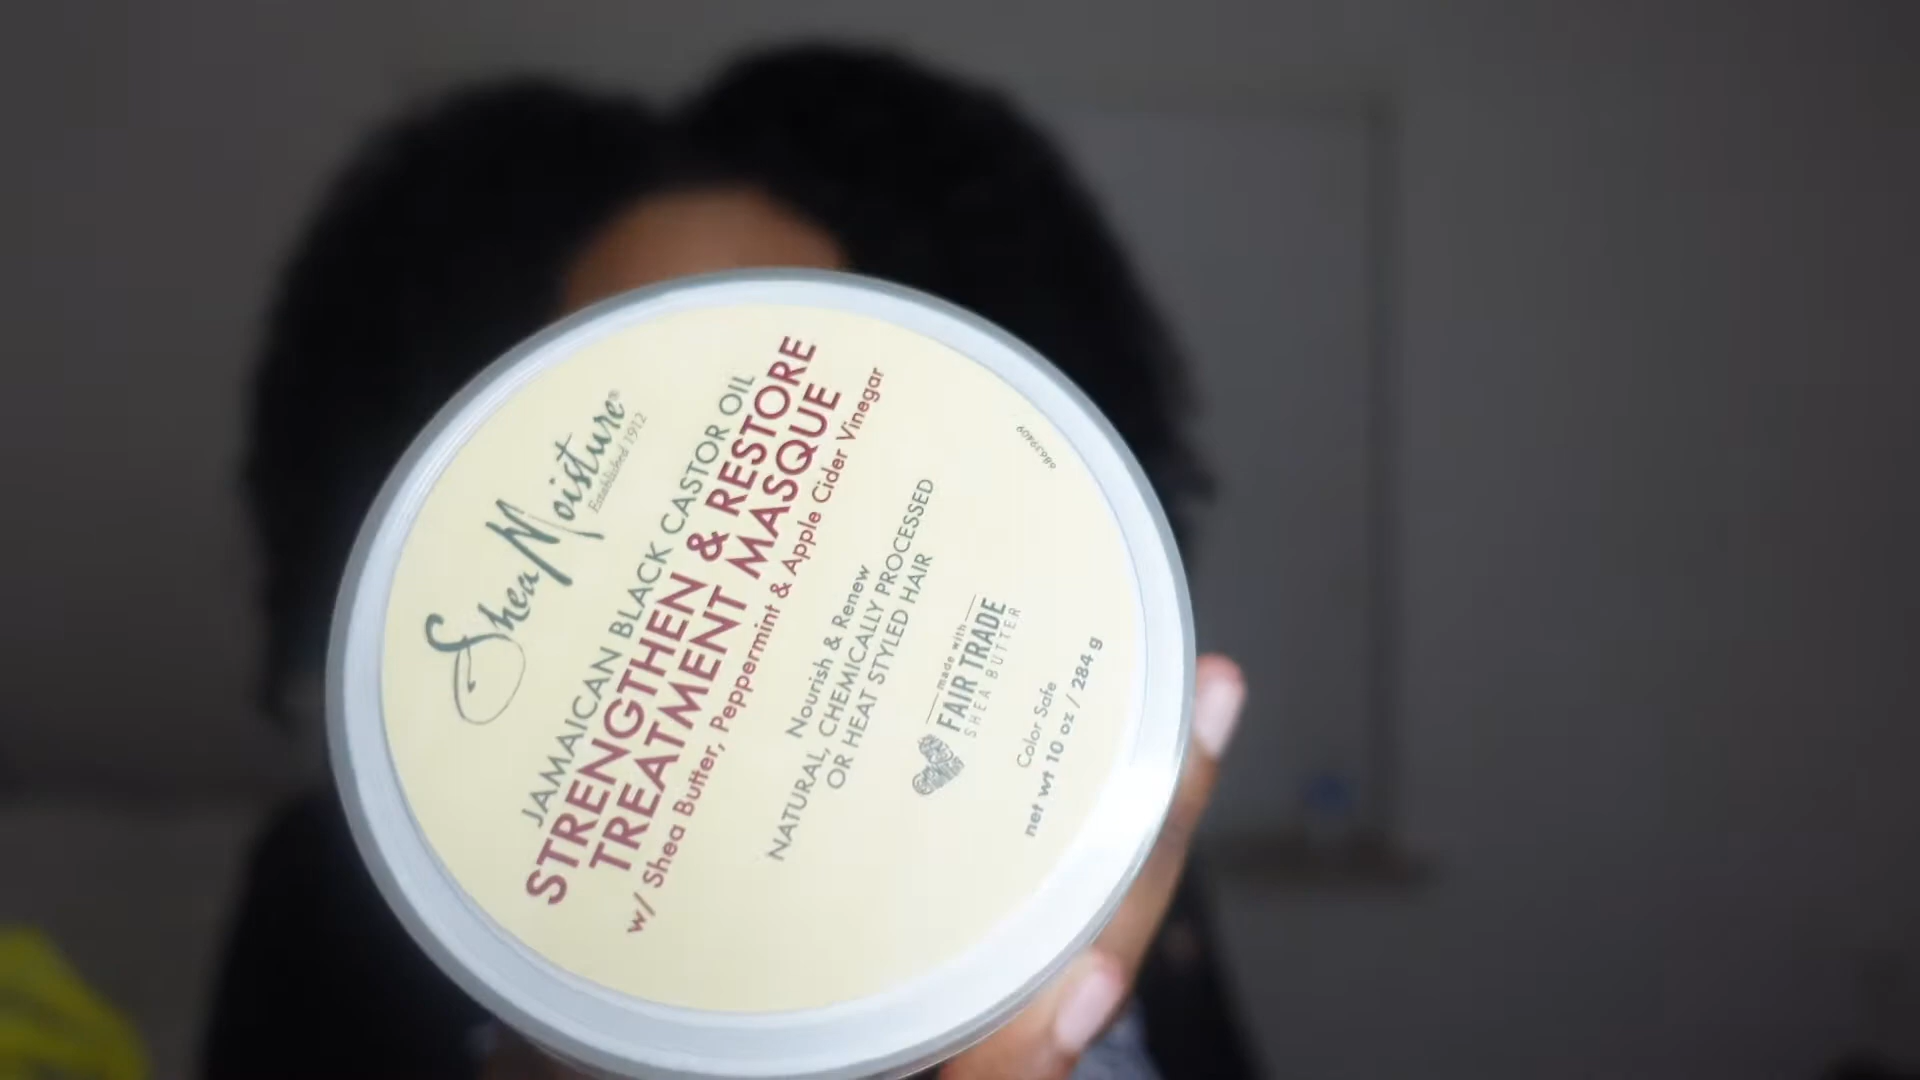 SheaMoisture®
Established 1912
JAMAICAN BLACK CASTOR OIL
STRENGTHEN & RESTORE
TREATMENT MASQUE
w/ Shea Butter, Peppermint & Apple Cider Vinegar
Nourish & Renew
NATURAL, CHEMICALLY PROCESSED
OR HEAT STYLED HAIR
made with
FAIR TRADE
SHEA BUTTER
Color Safe
net wt 10 oz / 284 g